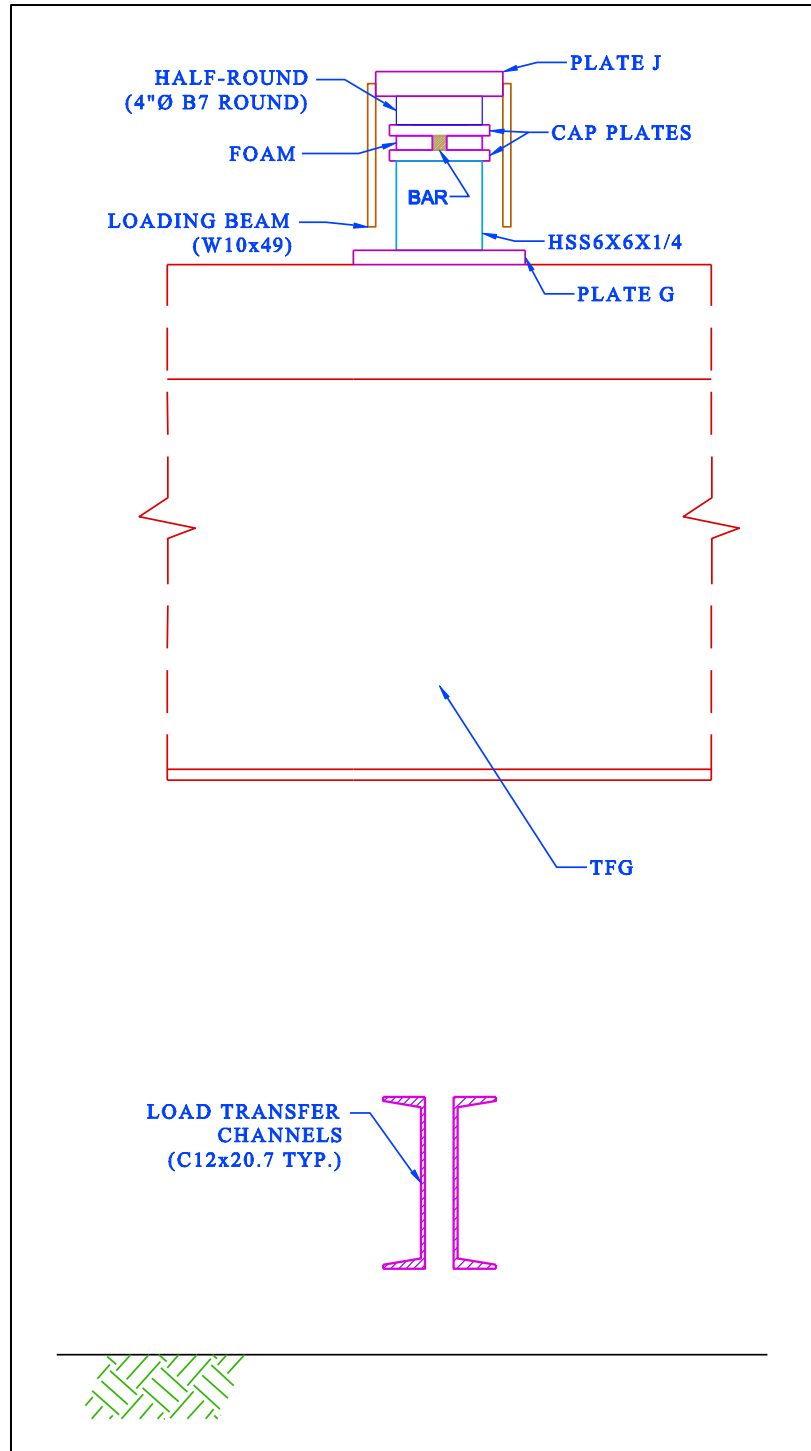 PLATE J
HALF-ROUND
(4"Ø B7 ROUND)
CAP PLATES
FOAM
BAR
LOADING BEAM
(W10x49)
HSS6X6X1/4
PLATE G
TFG
LOAD TRANSFER
CHANNELS
(C12x20.7 TYP.)